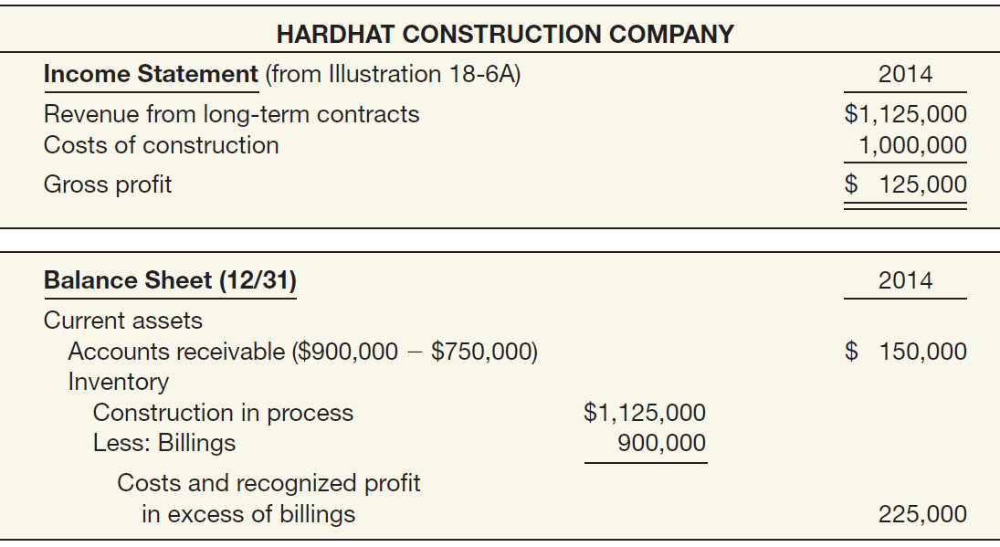 HARDHAT CONSTRUCTION COMPANY
Income Statement (from Illustration 18-6A) 2014
Revenue from long-term contracts $1,125,000
Costs of construction 1,000,000
Gross profit $ 125,000
Balance Sheet (12/31) 2014
Current assets
Accounts receivable ($900,000 – $750,000) $ 150,000
Inventory
Construction in process $1,125,000
Less: Billings 900,000
Costs and recognized profit
in excess of billings 225,000